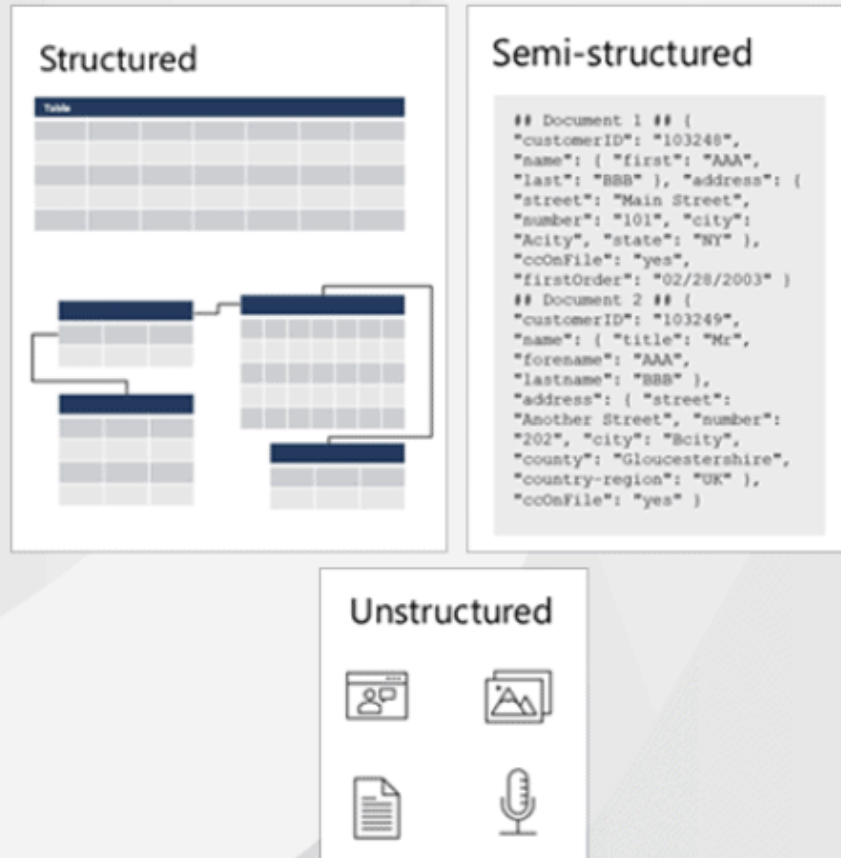 Structured
Table
Semi-structured
## Document 1 ## {
"customerID": "103248",
"name": { "first": "AAA",
"last": "BBB" }, "address": {
"street": "Main Street",
"number": "101", "city":
"Acity", "state": "NY" },
"ccOnFile": "yes",
"firstOrder": "02/28/2003" }
## Document 2 ## {
"customerID": "103249",
"name": { "title": "Mr",
"forename": "AAA",
"lastname": "BBB" },
"address": { "street":
"Another Street", "number":
"202", "city": "Bcity",
"county": "Gloucestershire",
"country-region": "UK" },
"ccOnFile": "yes" }
Unstructured